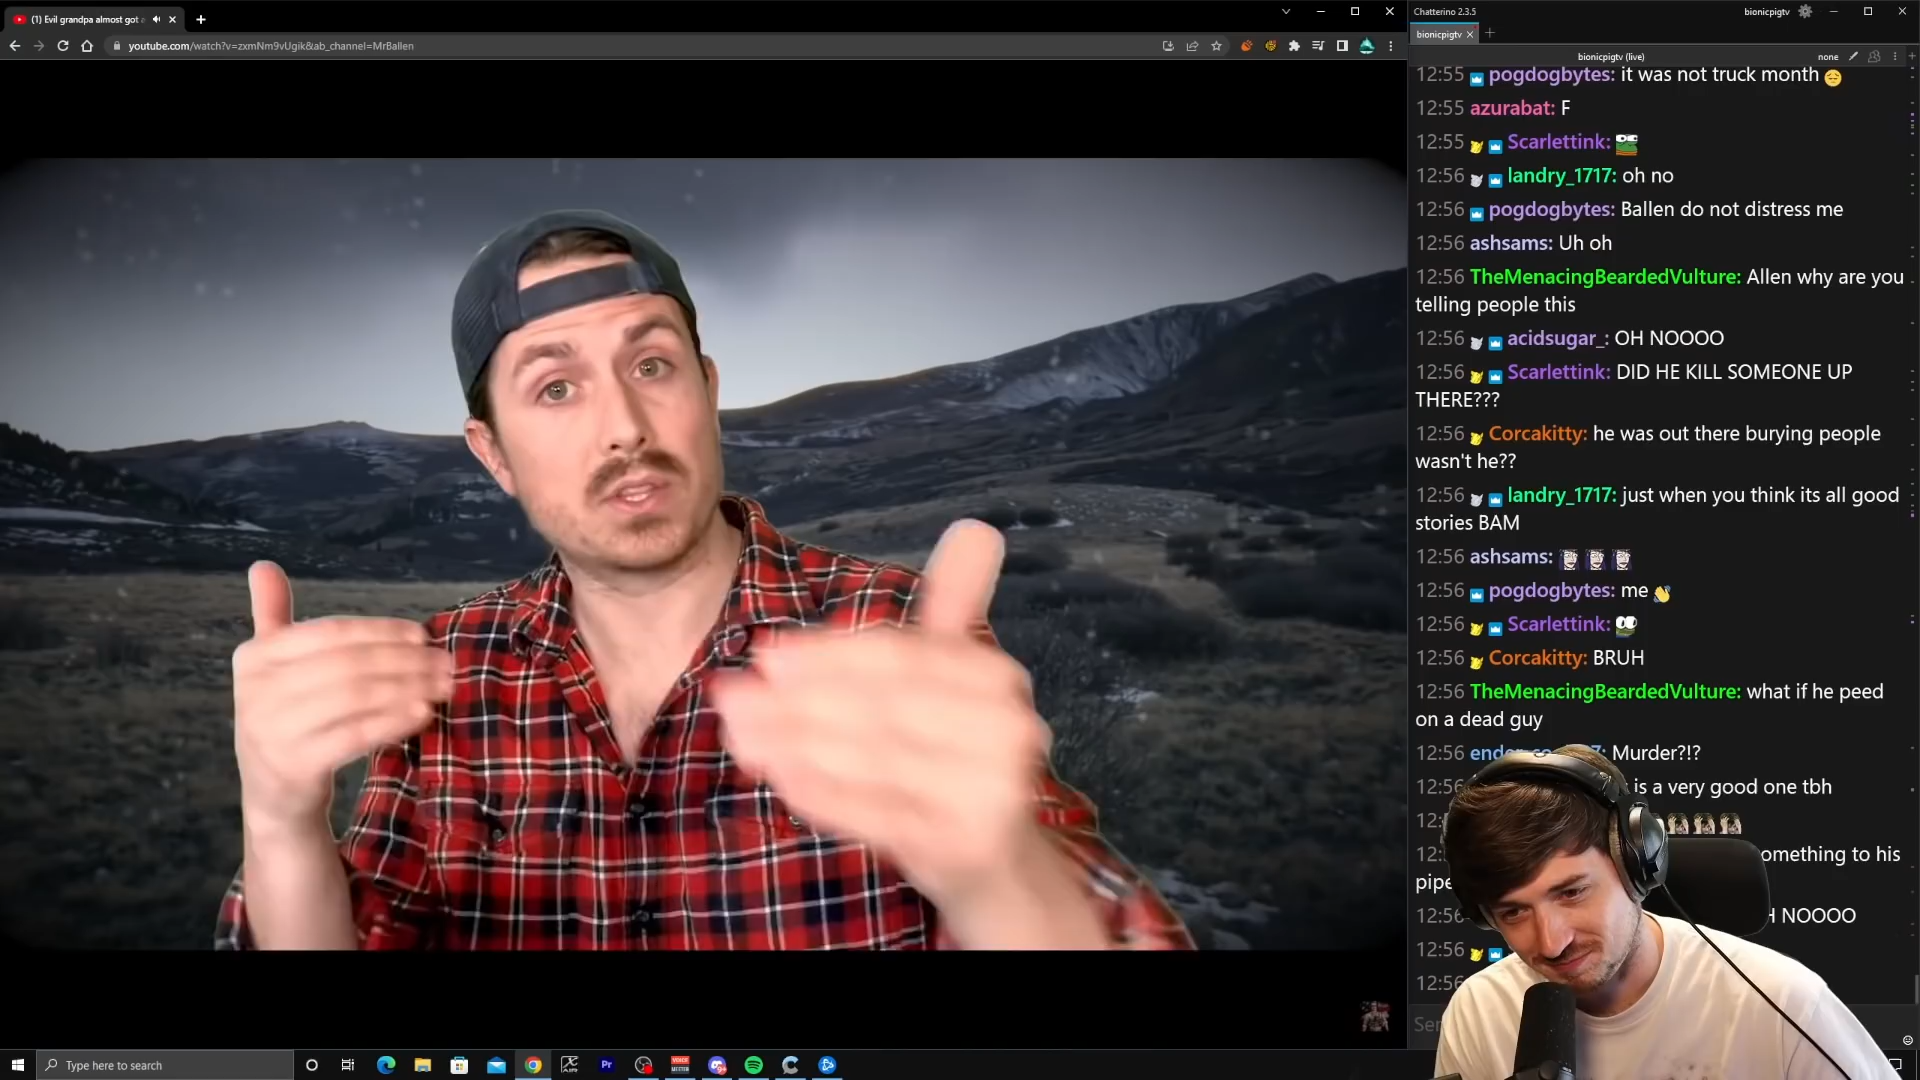 (1) Evil grandpa almost got a
youtube.com/watch?v=zxmNm9vUgik&ab_channel=MrBallen
Chatterino 2.3.5
bionicpigtv
bionicpigtv
bionicpigtv (live)
none
12:55 pogdogbytes: it was not truck month
12:55 azurabat: F
12:55 Scarlettink:
12:56 landry_1717: oh no
12:56 pogdogbytes: Ballen do not distress me
12:56 ashsams: Uh oh
12:56 TheMenacingBeardedVulture: Allen why are you
telling people this
12:56 acidsugar_: OH NOOOO
12:56 Scarlettink: DID HE KILL SOMEONE UP
THERE???
12:56 Corcakitty: he was out there burying people
wasn't he??
12:56 landry_1717: just when you think its all good
stories BAM
12:56 ashsams:
12:56 pogdogbytes: me
12:56 Scarlettink:
12:56 Corcakitty: BRUH
12:56 TheMenacingBeardedVulture: what if he peed
on a dead guy
12:56 Murder?!?
12:56 is a very good one tbh
to his
12:56 NOOOO
12:56
12:56
Type here to search
Pr